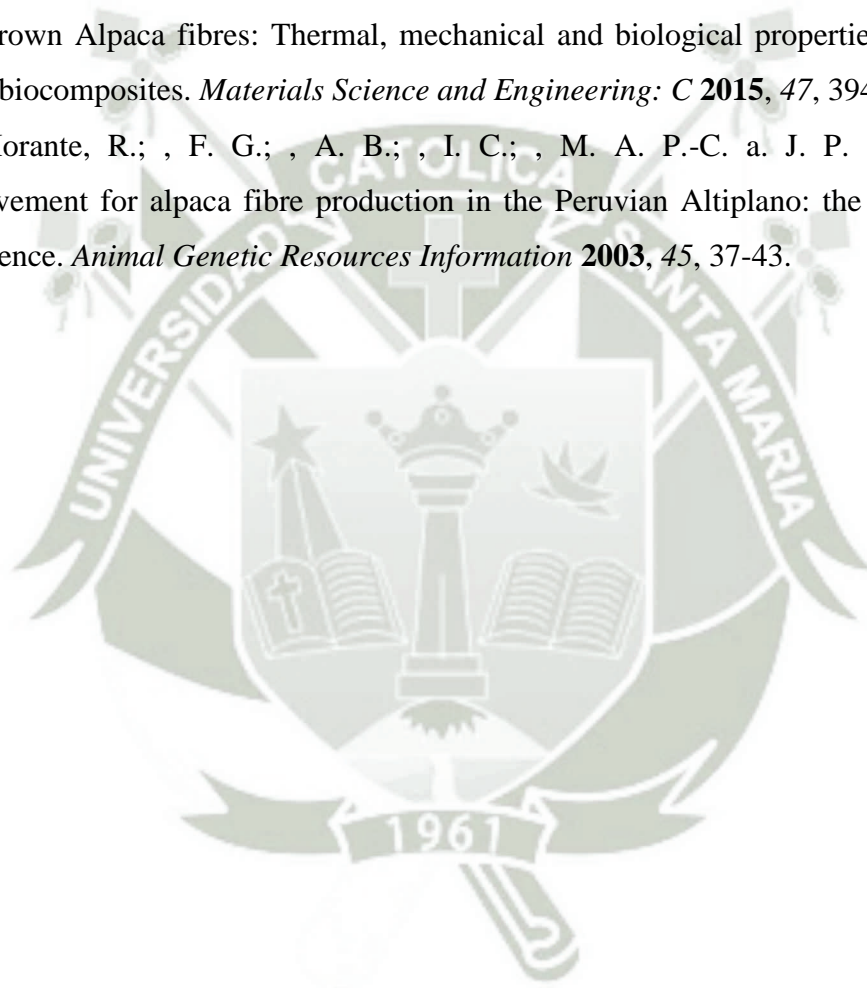 rown Alpaca fibres: Thermal, mechanical and biological propertie
biocomposites. Materials Science and Engineering: C 2015, 47, 394
orante, R.; , F. G.; , A. B.; , I. C.; , M. A. P.-C. a. J. P.
vement for alpaca fibre production in the Peruvian Altiplano: the
ence. Animal Genetic Resources Information 2003, 45, 37-43.
UNIVERSIDAD CATOLICA SANTA MARIA
1961